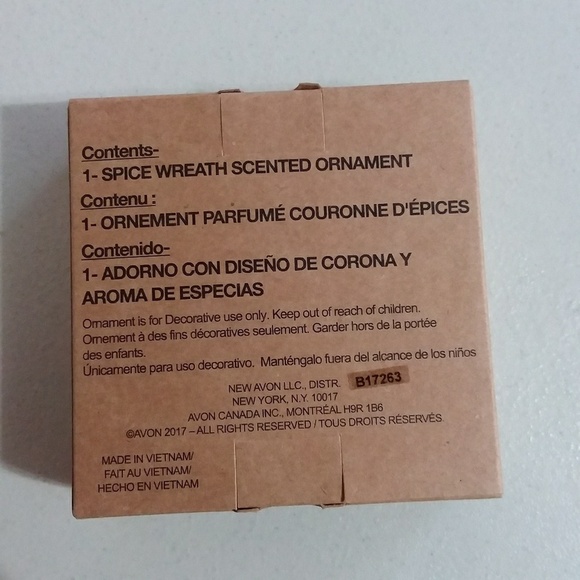 Contents-
1- SPICE WREATH SCENTED ORNAMENT
Contenu :
1- ORNEMENT PARFUMÉ COURONNE D'ÉPICES
Contenido-
1- ADORNO CON DISEÑO DE CORONA Y
AROMA DE ESPECIAS
Ornament is for Decorative use only. Keep out of reach of children.
Ornement à des fins décoratives seulement. Garder hors de la portée
des enfants.
Únicamente para uso decorativo. Manténgalo fuera del alcance de los niños
NEW AVON LLC., DISTR. B17263
NEW YORK, N.Y. 10017
AVON CANADA INC., MONTRÉAL H9R 1B6
©AVON 2017 – ALL RIGHTS RESERVED / TOUS DROITS RÉSERVÉS.
MADE IN VIETNAM/
FAIT AU VIETNAM/
HECHO EN VIETNAM